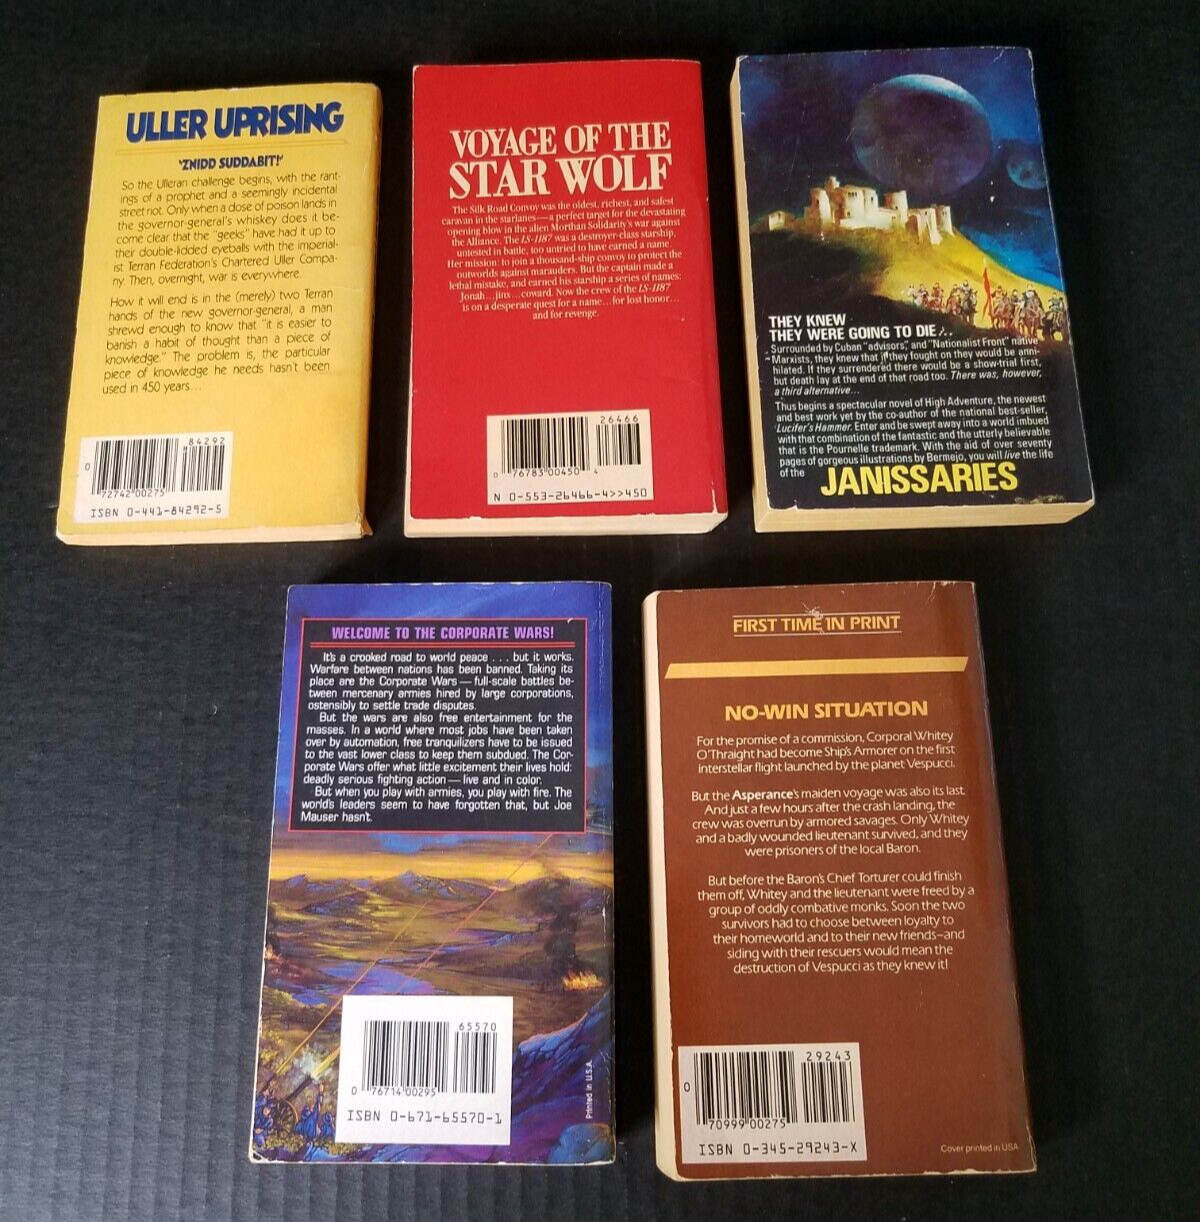 ULLER UPRISING
'ZNIDD SUDDABIT!'
So the Ulleran challenge begins, with the rant-
ings of a prophet and a seemingly incidental
street riot. Only when a dose of poison lands in
the governor-general's whiskey does it be-
come clear that the "geeks" have had it up to
their double-lidded eyeballs with the imperial-
ist Terran Federation's Chartered Uller Compa-
ny. Then, overnight, war is everywhere.
How it will end is in the (merely) two Terran
hands of the new governor-general, a man
shrewd enough to know that "it is easier to
banish a habit of thought than a piece of
knowledge." The problem is, the particular
piece of knowledge he needs hasn't been
used in 450 years...
84292
0
72742 00275
ISBN 0-441-84292-5
VOYAGE OF THE
STAR WOLF
The Silk Road Convoy was the oldest, richest, and safest
caravan in the starlanes—a perfect target for the devastating
opening blow in the alien Morthan Solidarity's war against
the Alliance. The LS-1187 was a destroyer-class starship,
untested in battle, too untried to have earned a name.
Her mission: to join a thousand-ship convoy to protect the
outworlds against marauders. But the captain made a
lethal mistake, and earned his starship a series of names:
Jonah...jinx...coward. Now the crew of the LS-1187
is on a desperate quest for a name...for lost honor...
and for revenge.
26466
0 76783 00450 4
N 0-553-26466-4>>450
THEY KNEW
THEY WERE GOING TO DIE...
Surrounded by Cuban "advisors," and "Nationalist Front" native
Marxists, they knew that if they fought on they would be anni-
hilated. If they surrendered there would be a show-trial first,
but death lay at the end of that road too. There was, however,
a third alternative...
Thus begins a spectacular novel of High Adventure, the newest
and best work yet by the co-author of the national best-seller,
Lucifer's Hammer. Enter and be swept away into a world imbued
with that combination of the fantastic and the utterly believable
that is the Pournelle trademark. With the aid of over seventy
pages of gorgeous illustrations by Bermejo, you will live the life
of the
JANISSARIES
WELCOME TO THE CORPORATE WARS!
It's a crooked road to world peace . . . but it works.
Warfare between nations has been banned. Taking its
place are the Corporate Wars — full-scale battles be-
tween mercenary armies hired by large corporations,
ostensibly to settle trade disputes.
But the wars are also free entertainment for the
masses. In a world where most jobs have been taken
over by automation, free tranquilizers have to be issued
to the vast lower class to keep them subdued. The Cor-
porate Wars offer what little excitement their lives hold:
deadly serious fighting action — live and in color.
But when you play with armies, you play with fire. The
world's leaders seem to have forgotten that, but Joe
Mauser hasn't.
65570
0 76714 00295
ISBN 0-671-65570-1
Printed in U.S.A.
FIRST TIME IN PRINT
NO-WIN SITUATION
For the promise of a commission, Corporal Whitey
O'Thraight had become Ship's Armorer on the first
interstellar flight launched by the planet Vespucci.
But the Asperance's maiden voyage was also its last.
And just a few hours after the crash landing, the
crew was overrun by armored savages. Only Whitey
and a badly wounded lieutenant survived, and they
were prisoners of the local Baron.
But before the Baron's Chief Torturer could finish
them off, Whitey and the lieutenant were freed by a
group of oddly combative monks. Soon the two
survivors had to choose between loyalty to
their homeworld and to their new friends—and
siding with their rescuers would mean the
destruction of Vespucci as they knew it!
29243
0
70999 00275
ISBN 0-345-29243-X
Cover printed in USA